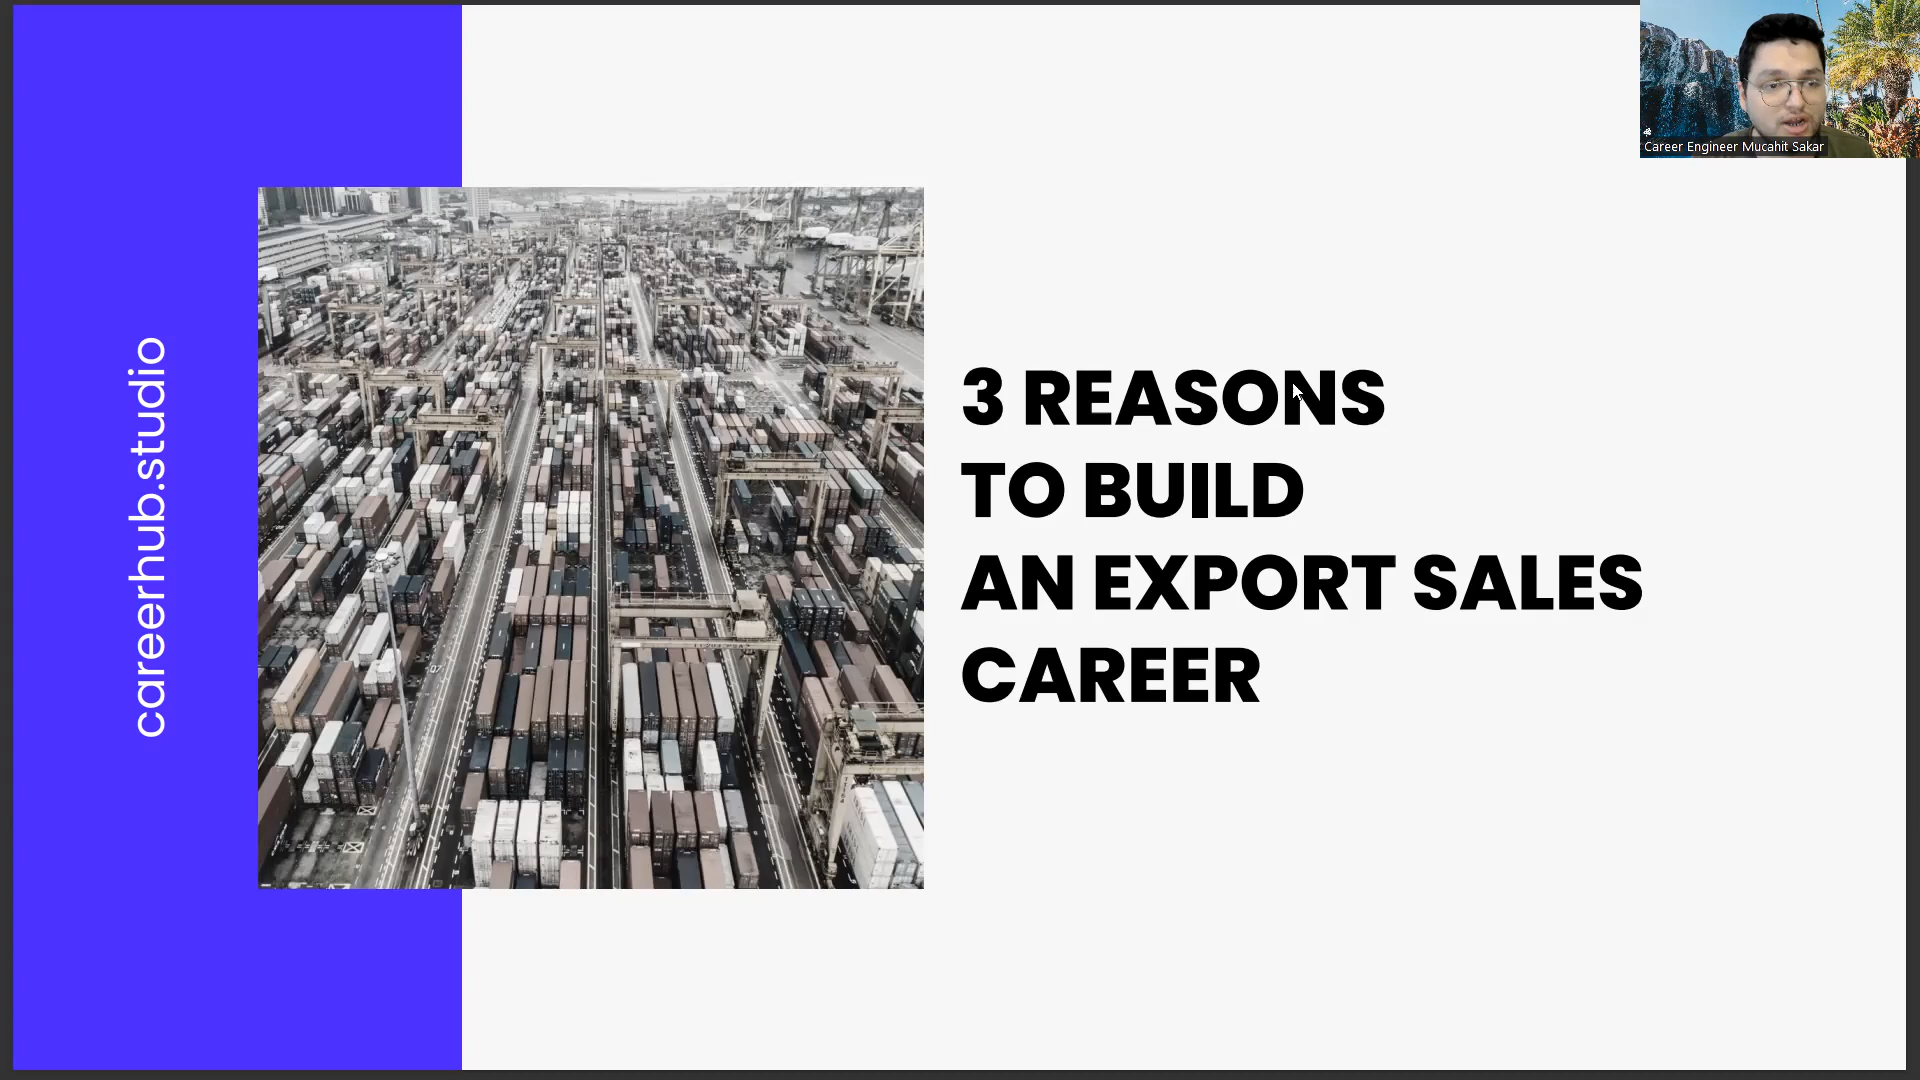 careerhub.studio
3 REASONS
TO BUILD
AN EXPORT SALES
CAREER
Career Engineer Mucahit Sakar